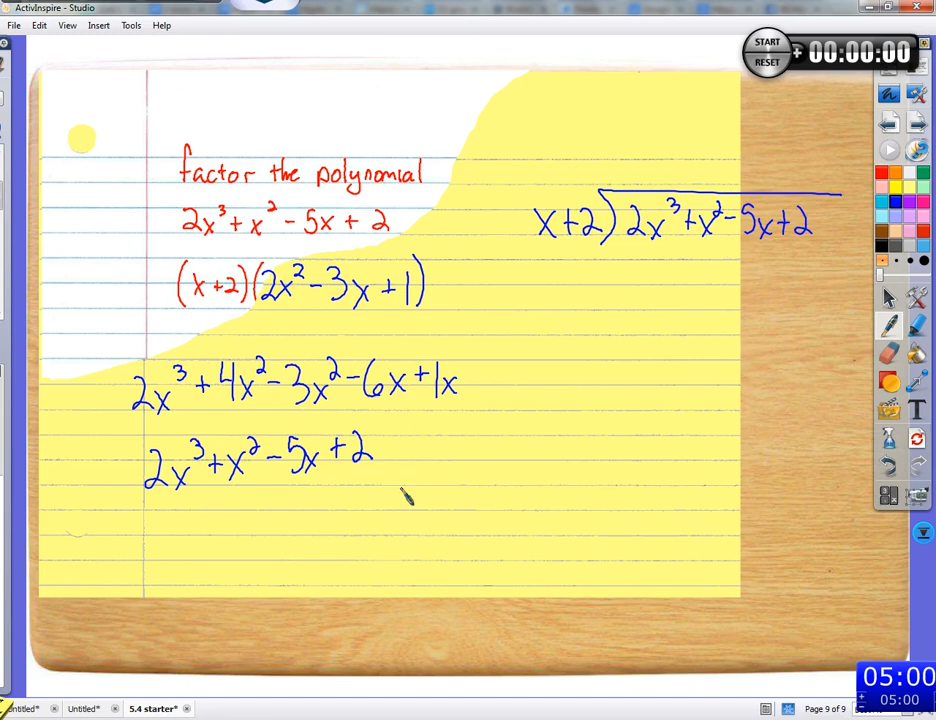 ActivInspire - Studio
File Edit View Insert Tools Help
START
RESET
00:00:00
factor the polynomial
2x³ + x² - 5x + 2
(x+2)(2x² - 3x + 1)
x+2)2x³+x²-5x+2
2x³ + 4x² - 3x² - 6x + 1x
2x³ + x² - 5x + 2
05:00
05:00
ntitled* Untitled* 5.4 starter*
Page 9 of 9